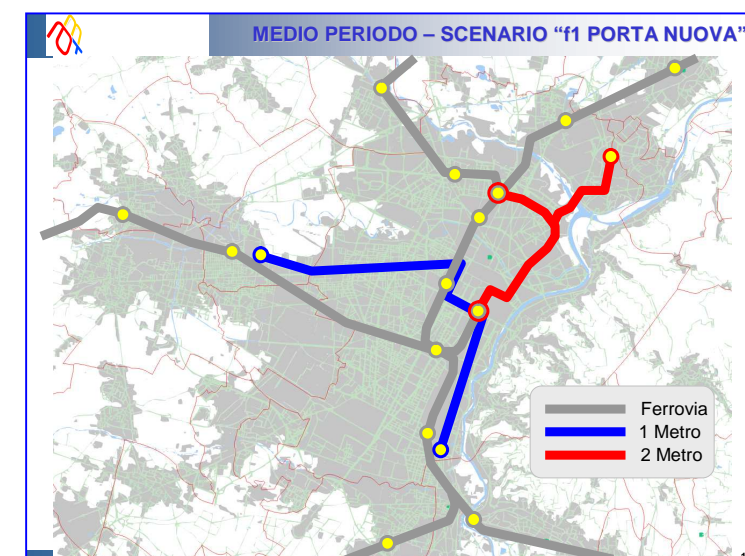 MEDIO PERIODO – SCENARIO “f1 PORTA NUOVA”
Ferrovia
1 Metro
2 Metro